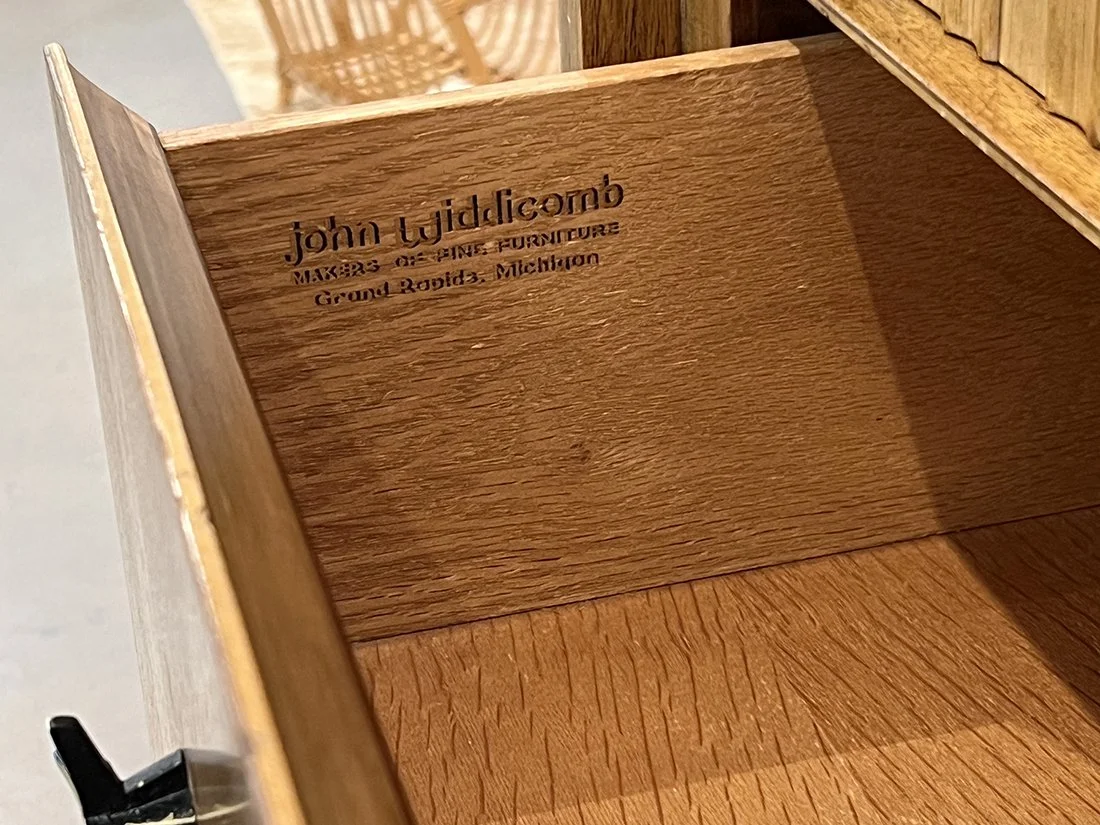 john widdicomb
MAKERS OF FINE FURNITURE
Grand Rapids, Michigan